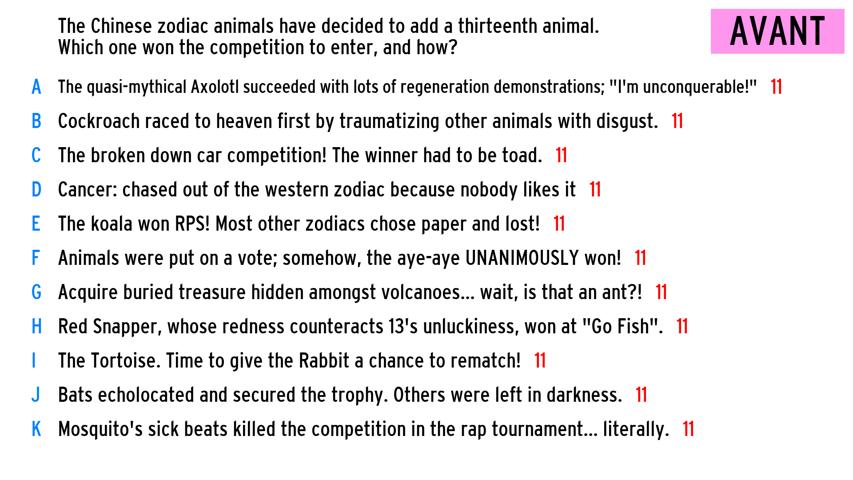 The Chinese zodiac animals have decided to add a thirteenth animal.
Which one won the competition to enter, and how?
AVANT
A The quasi-mythical Axolotl succeeded with lots of regeneration demonstrations; "I'm unconquerable!" 11
B Cockroach raced to heaven first by traumatizing other animals with disgust. 11
C The broken down car competition! The winner had to be toad. 11
D Cancer: chased out of the western zodiac because nobody likes it 11
E The koala won RPS! Most other zodiacs chose paper and lost! 11
F Animals were put on a vote; somehow, the aye-aye UNANIMOUSLY won! 11
G Acquire buried treasure hidden amongst volcanoes... wait, is that an ant?! 11
H Red Snapper, whose redness counteracts 13's unluckiness, won at "Go Fish". 11
I The Tortoise. Time to give the Rabbit a chance to rematch! 11
J Bats echolocated and secured the trophy. Others were left in darkness. 11
K Mosquito's sick beats killed the competition in the rap tournament... literally. 11